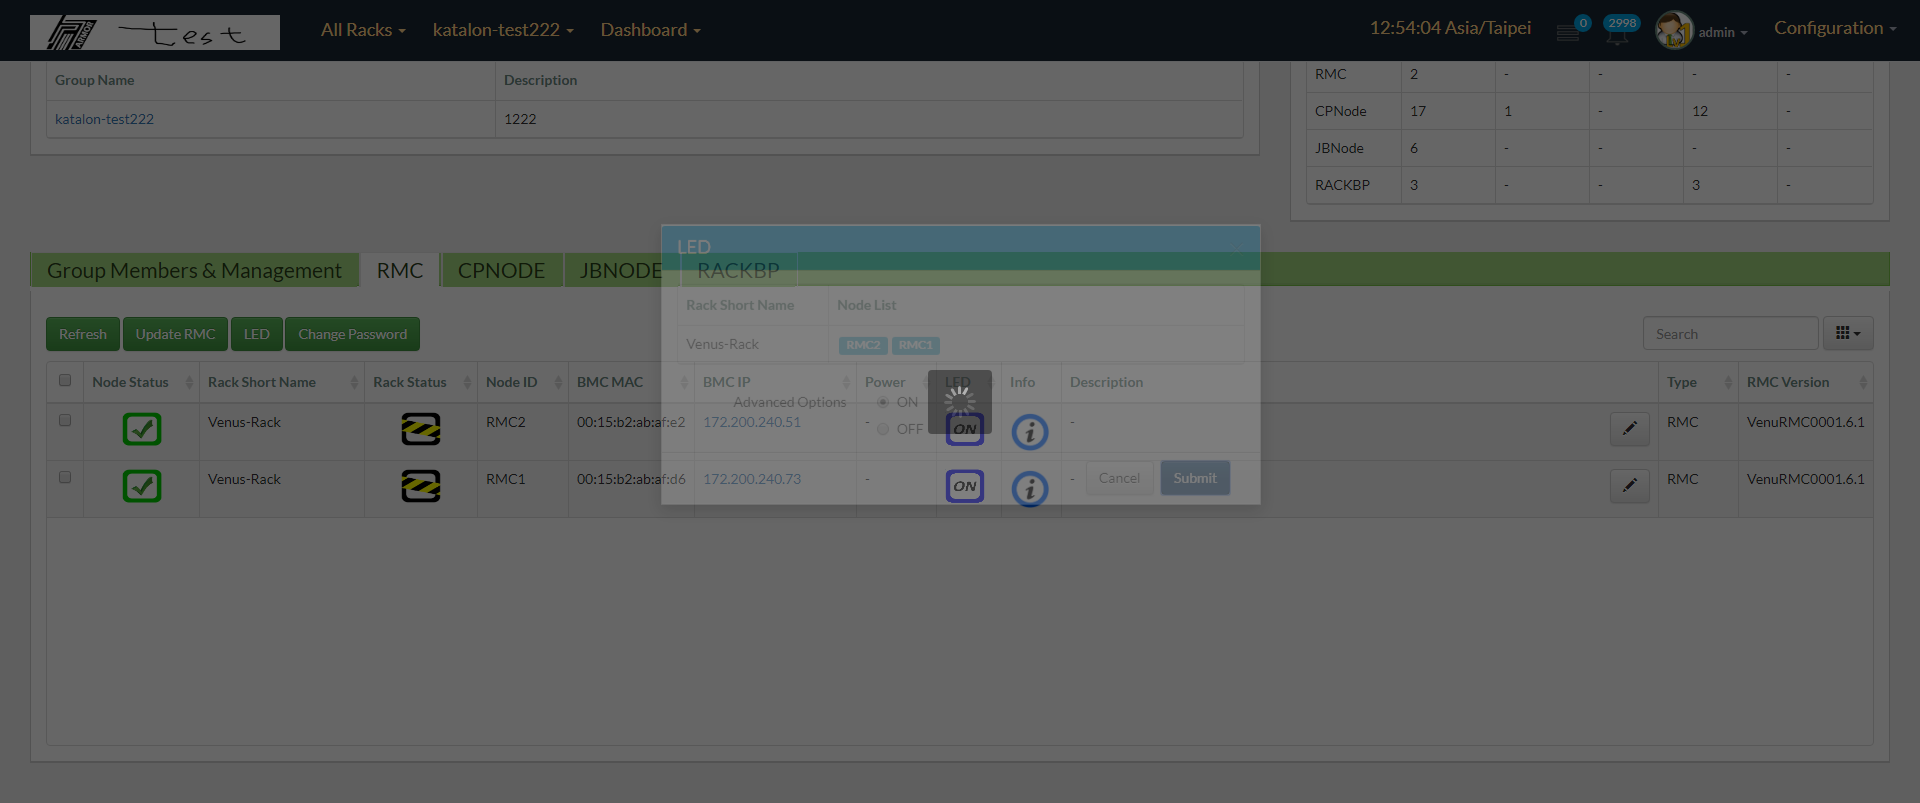 ARMOR test All Racks katalon-test222 Dashboard 12:54:04 Asia/Taipei 0 2998 admin Configuration
Group Name Description
katalon-test222 1222
RMC 2 - - - -
CPNode 17 1 - 12 -
JBNode 6 - - - -
RACKBP 3 - - 3 -
LED
Group Members & Management RMC CPNODE JBNODE RACKBP
Rack Short Name Node List
Venus-Rack RMC2 RMC1
Refresh Update RMC LED Change Password Search
Node Status Rack Short Name Rack Status Node ID BMC MAC BMC IP Power LED Info Description Type RMC Version
Advanced Options ON
OFF
Venus-Rack RMC2 00:15:b2:ab:af:e2 172.200.240.51 - ON i - RMC VenuRMC0001.6.1
Venus-Rack RMC1 00:15:b2:ab:af:d6 172.200.240.73 - ON i - RMC VenuRMC0001.6.1
Cancel Submit